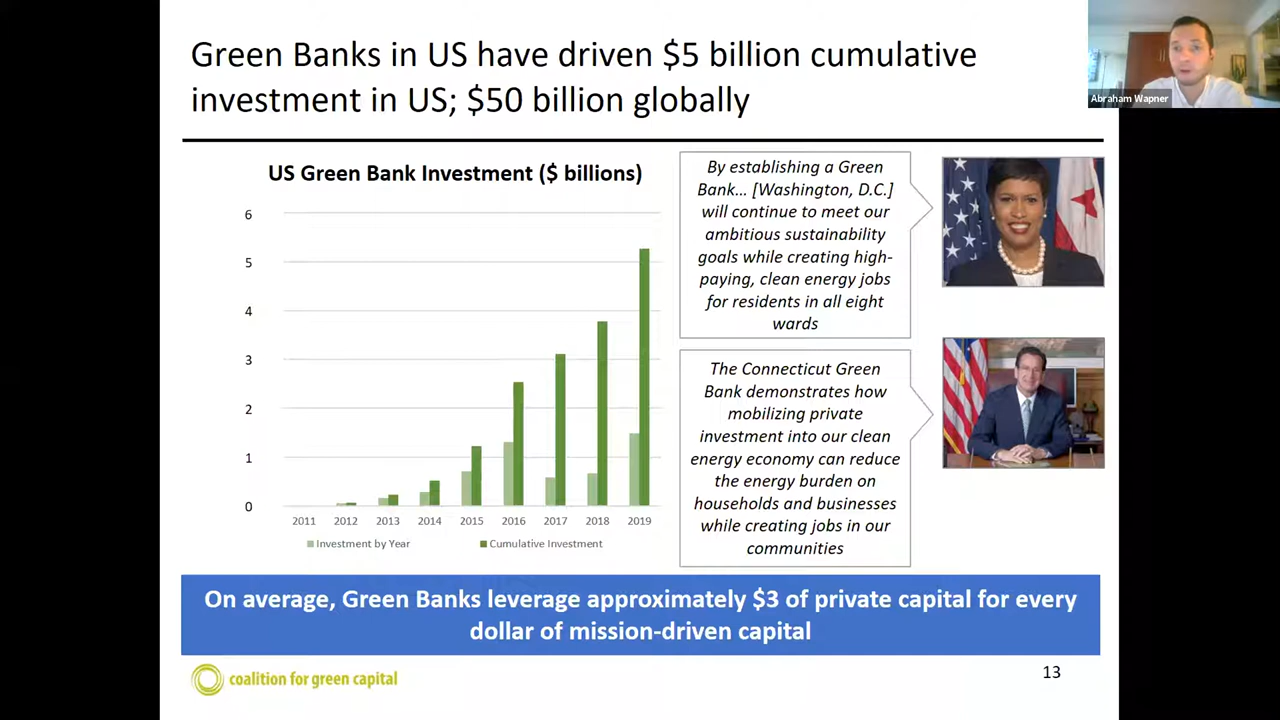 Green Banks in US have driven $5 billion cumulative
investment in US; $50 billion globally
Abraham Wapner
US Green Bank Investment ($ billions)
6
5
4
3
2
1
0
2011 2012 2013 2014 2015 2016 2017 2018 2019
Investment by Year Cumulative Investment
By establishing a Green
Bank... [Washington, D.C.]
will continue to meet our
ambitious sustainability
goals while creating high-
paying, clean energy jobs
for residents in all eight
wards
The Connecticut Green
Bank demonstrates how
mobilizing private
investment into our clean
energy economy can reduce
the energy burden on
households and businesses
while creating jobs in our
communities
On average, Green Banks leverage approximately $3 of private capital for every
dollar of mission-driven capital
coalition for green capital
13